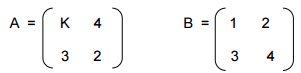 A = ( K 4 B = ( 1 2
3 2 ) 3 4 )